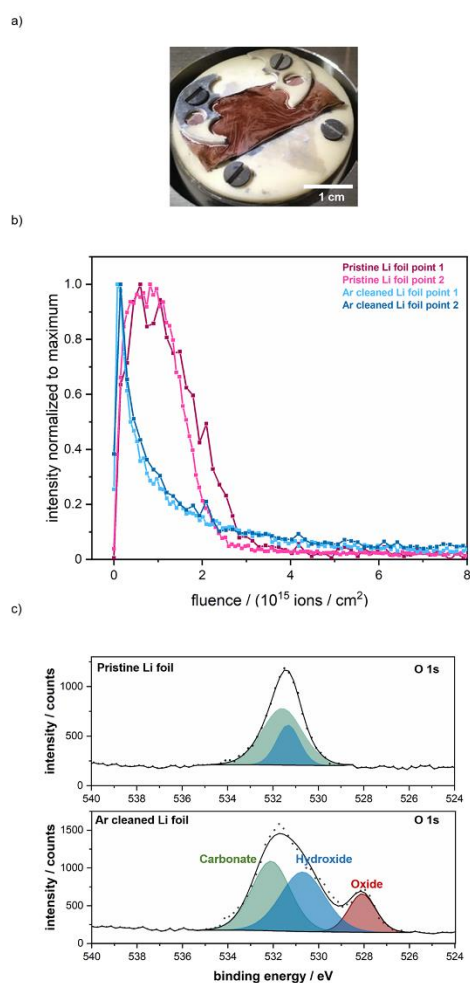 a)
1 cm
b)
Pristine Li foil point 1
Pristine Li foil point 2
Ar cleaned Li foil point 1
Ar cleaned Li foil point 2
intensity normalized to maximum
1.0
0.8
0.6
0.4
0.2
0
0 2 4 6 8
fluence / (10¹⁵ ions / cm²)
c)
Pristine Li foil O 1s
intensity / counts
1000
500
0
540 538 536 534 532 530 528 526 524
Ar cleaned Li foil O 1s
Carbonate Hydroxide Oxide
intensity / counts
1500
1000
500
0
540 538 536 534 532 530 528 526 524
binding energy / eV